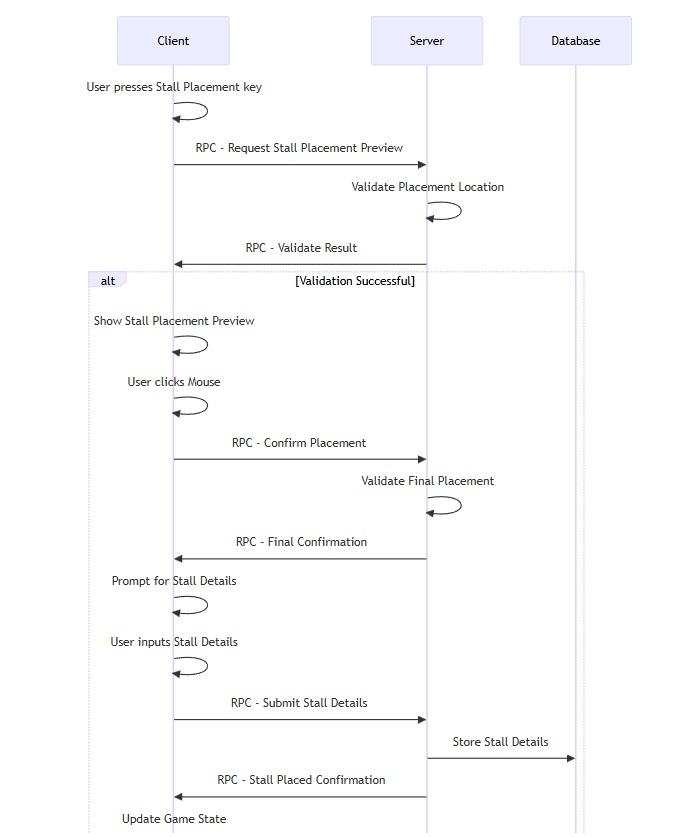 Client
Server
Database
User presses Stall Placement key
RPC - Request Stall Placement Preview
Validate Placement Location
RPC - Validate Result
alt
[Validation Successful]
Show Stall Placement Preview
User clicks Mouse
RPC - Confirm Placement
Validate Final Placement
RPC - Final Confirmation
Prompt for Stall Details
User inputs Stall Details
RPC - Submit Stall Details
Store Stall Details
RPC - Stall Placed Confirmation
Update Game State